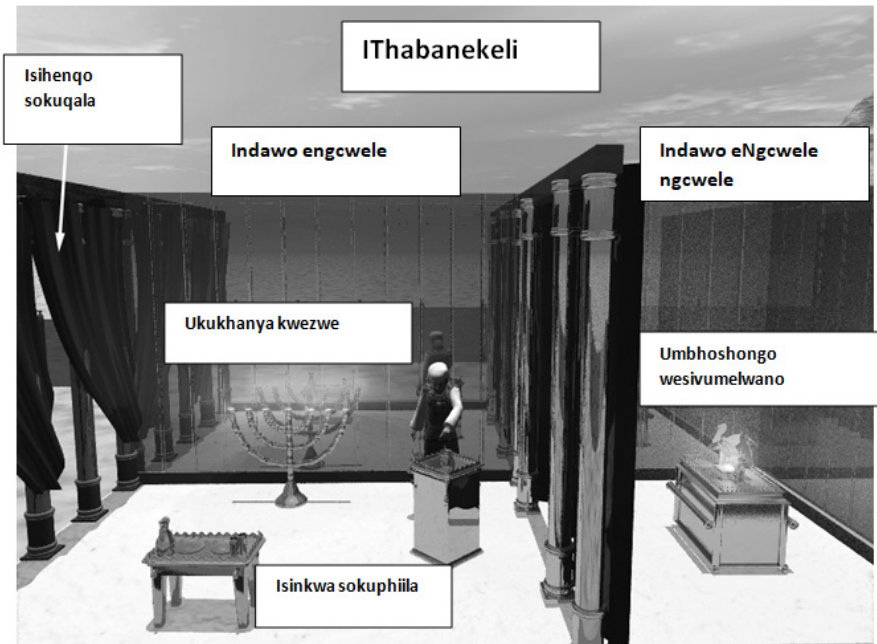 IThabanekeli
Isihenqo
sokuqala
Indawo engcwele
Indawo eNgcwele
ngcwele
Ukukhanya kwezwe
Umbhoshongo
wesivumelwano
Isinkwa sokuphiila